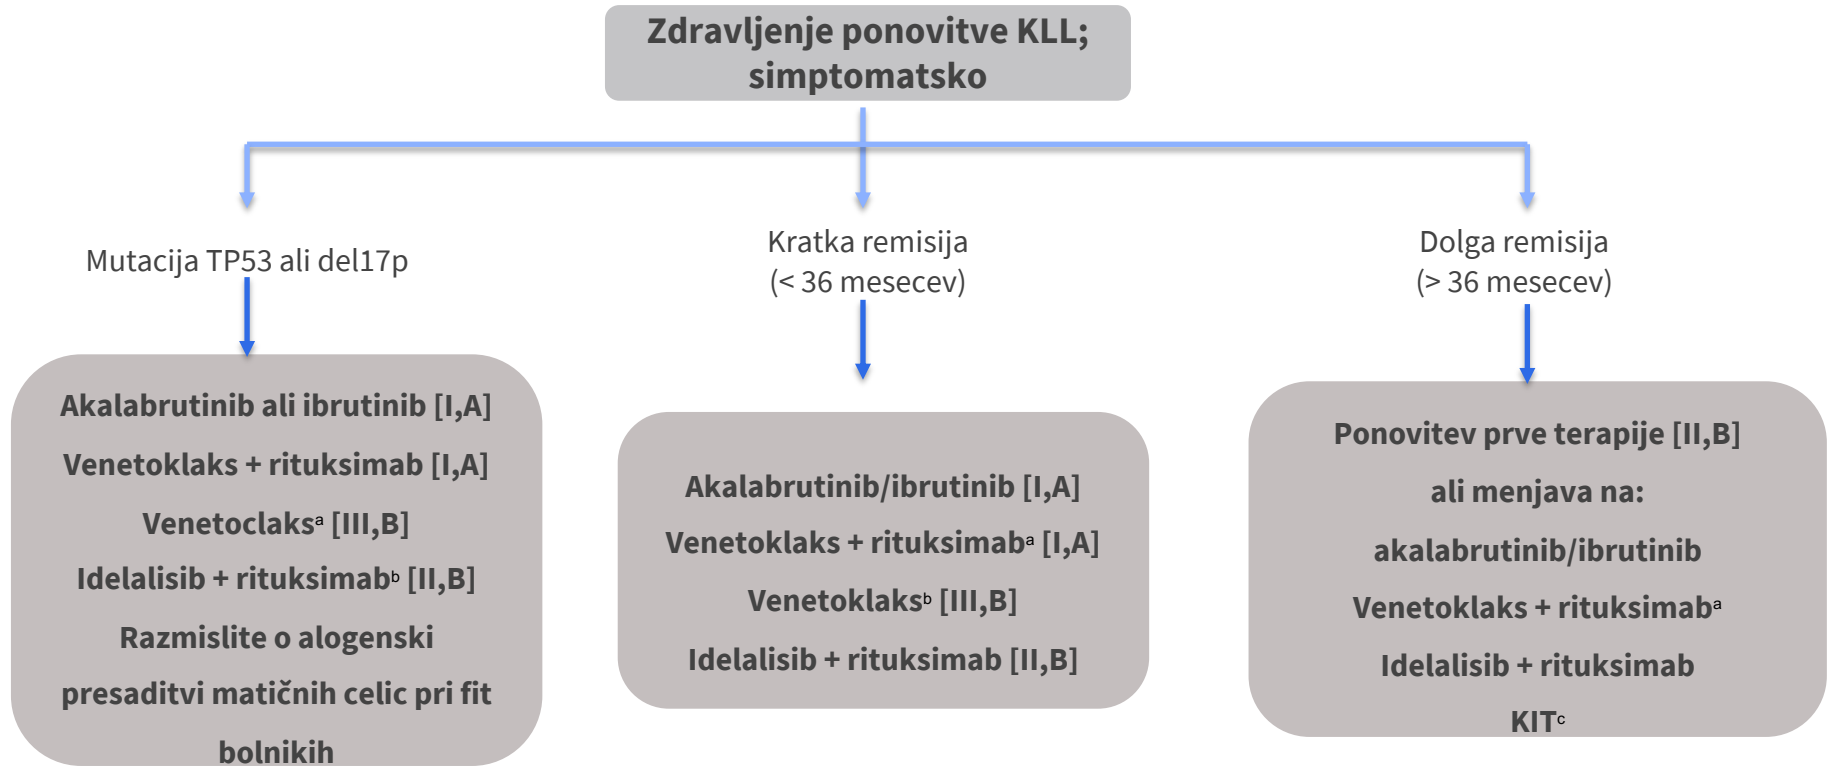 Zdravljenje ponovitve KLL;
simptomatsko
Mutacija TP53 ali del17p
Kratka remisija
(< 36 mesecev)
Dolga remisija
(> 36 mesecev)
Akalabrutinib ali ibrutinib [I,A]
Venetoklaks + rituksimab [I,A]
Venetoclaksᵃ [III,B]
Idelalisib + rituksimabᵇ [II,B]
Razmislite o alogenski
presaditvi matičnih celic pri fit
bolnikih
Akalabrutinib/ibrutinib [I,A]
Venetoklaks + rituksimabᵃ [I,A]
Venetoklaksᵇ [III,B]
Idelalisib + rituksimab [II,B]
Ponovitev prve terapije [II,B]
ali menjava na:
akalabrutinib/ibrutinib
Venetoklaks + rituksimabᵃ
Idelalisib + rituksimab
KITᶜ